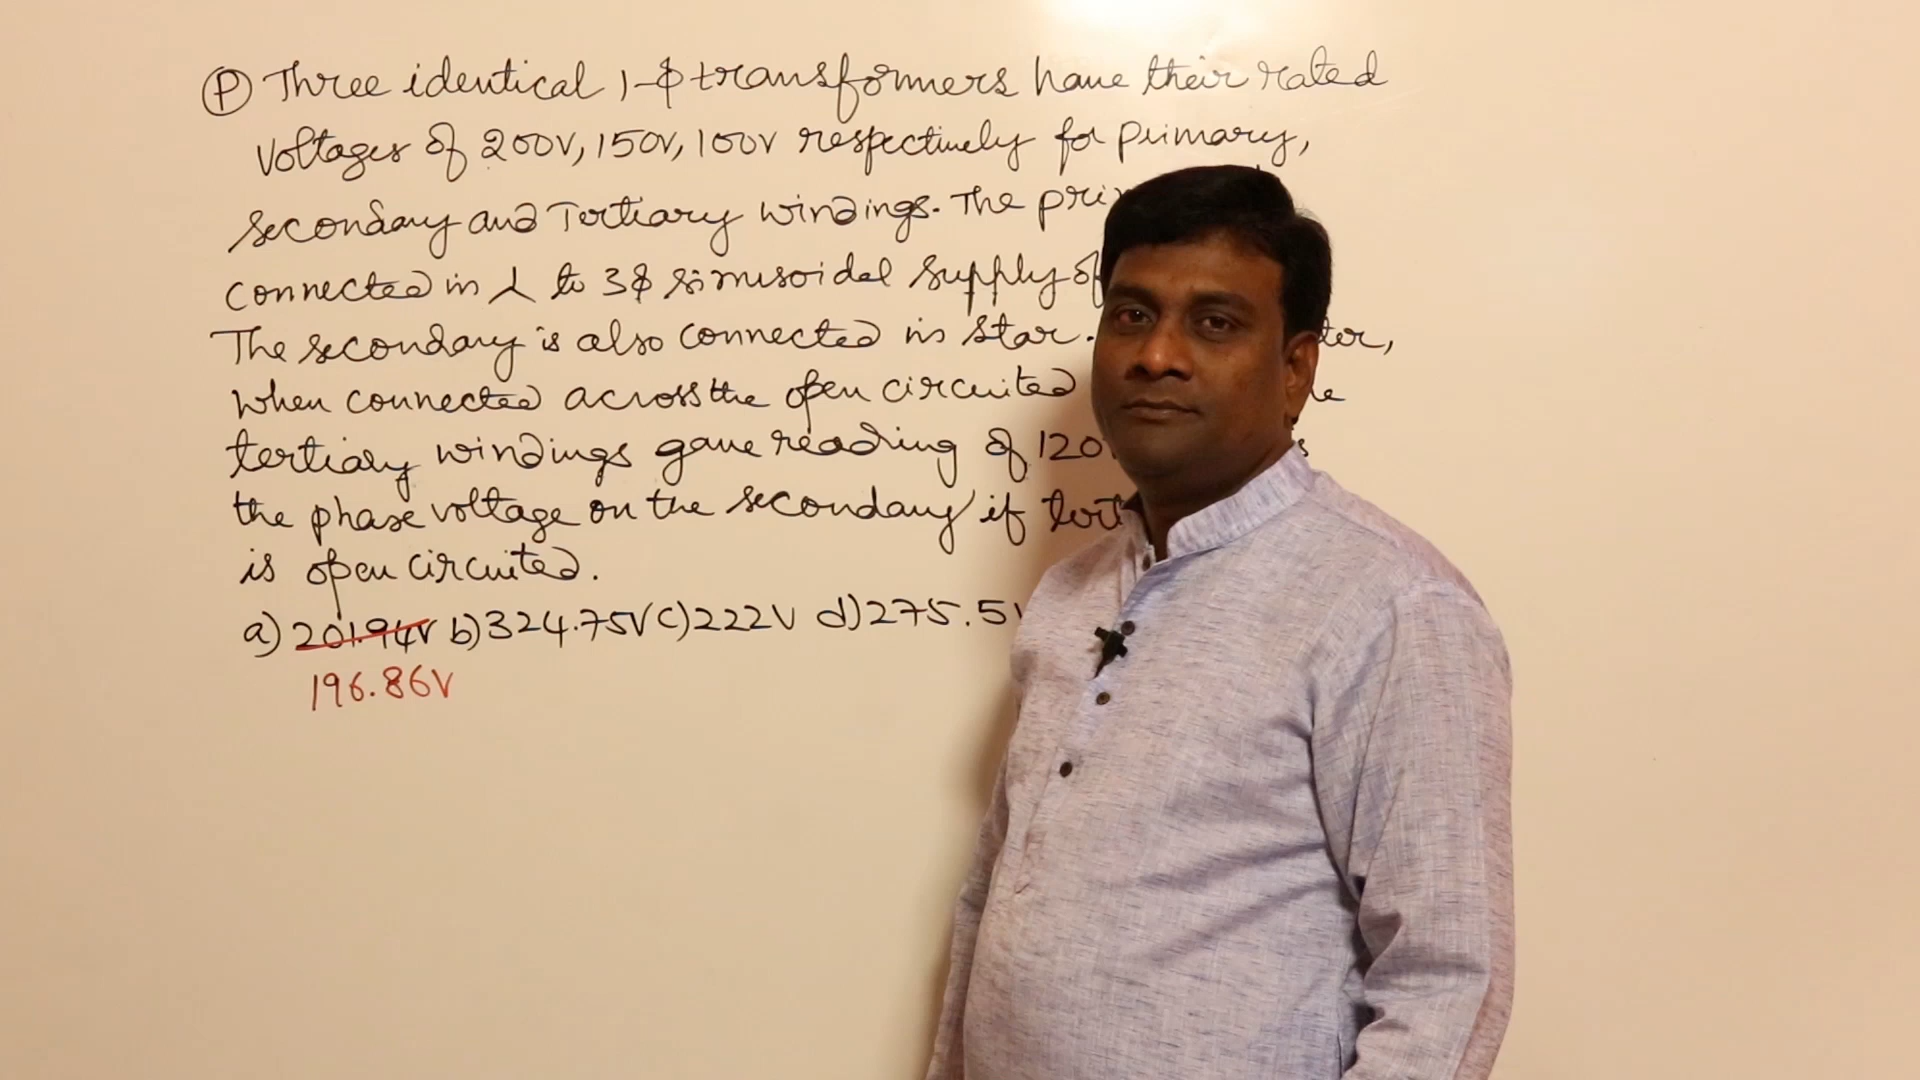 Ⓟ Three identical 1-ϕ transformers have their rated
voltages of 200V, 150V, 100V respectively for primary,
secondary and Tertiary windings. The
connected in ⅄ to 3ϕ sinusoidal supply of
The secondary is also connected in star.
when connected across the open circuited
tertiary windings gave reading of 120
the phase voltage on the secondary if
is open circuited.
a) 201.94V b) 324.75V c) 222V d) 275.5V
196.86V